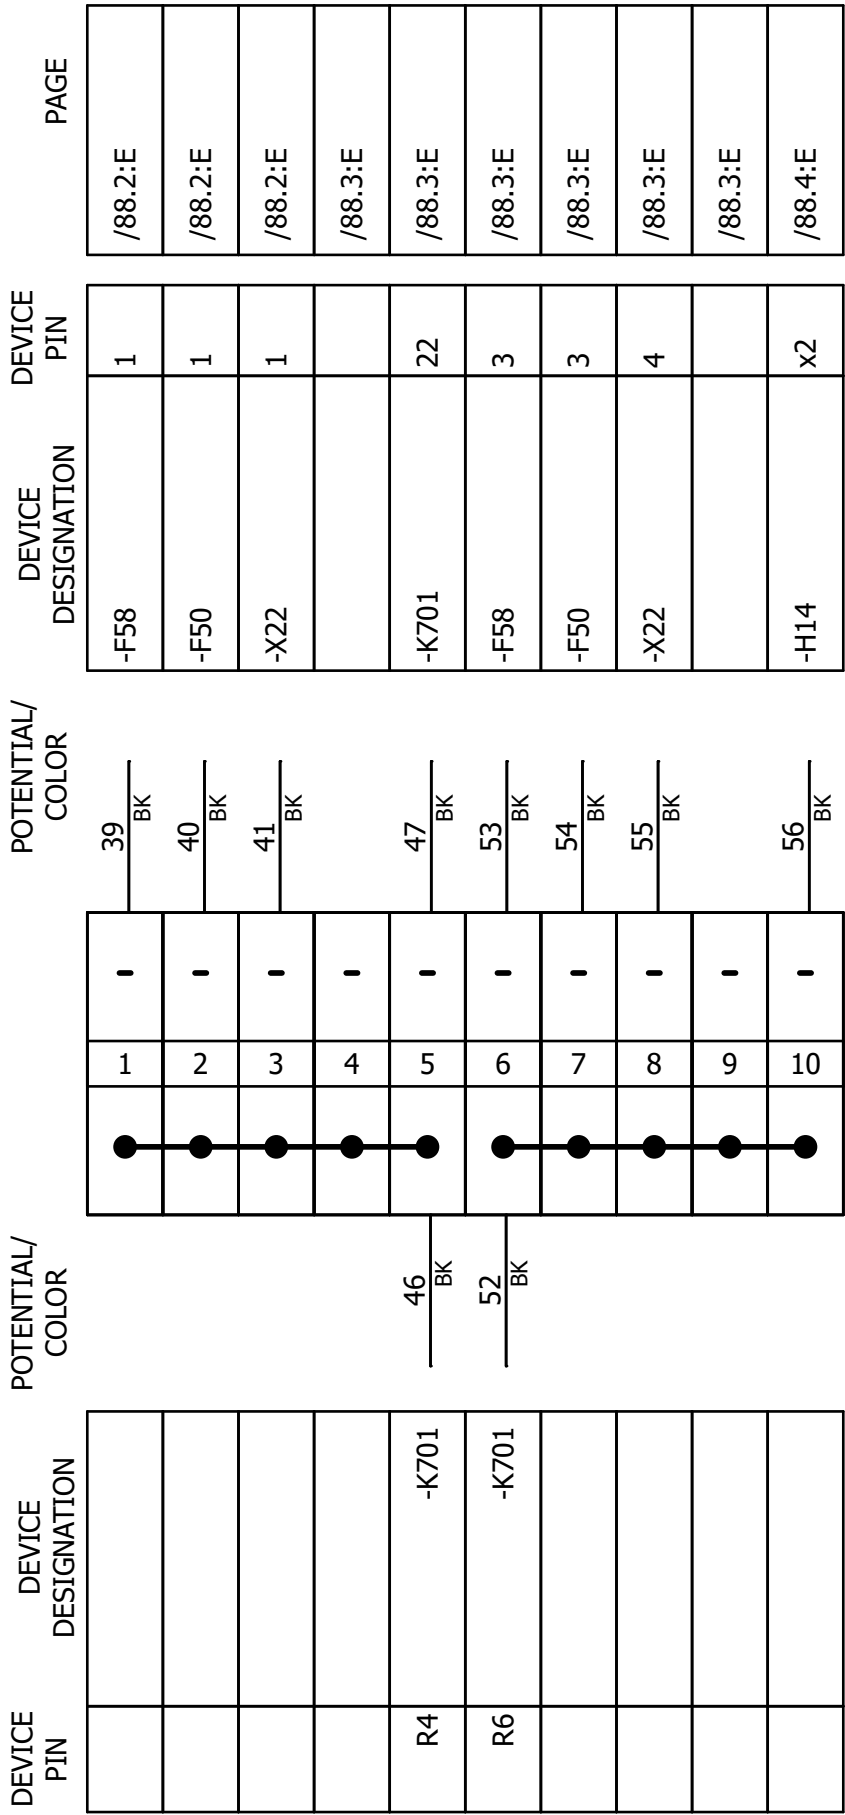 PAGE
/88.2:E
/88.2:E
/88.2:E
/88.3:E
/88.3:E
/88.3:E
/88.3:E
/88.3:E
/88.3:E
/88.4:E
DEVICE
PIN
1
1
1
22
3
3
4
x2
DEVICE
DESIGNATION
-F58
-F50
-X22
-K701
-F58
-F50
-X22
-H14
POTENTIAL/
COLOR
39
BK
40
BK
41
BK
47
BK
53
BK
54
BK
55
BK
56
BK
- - - - - - - - - -
1 2 3 4 5 6 7 8 9 10
POTENTIAL/
COLOR
46
BK
52
BK
DEVICE
DESIGNATION
-K701
-K701
DEVICE
PIN
R4
R6